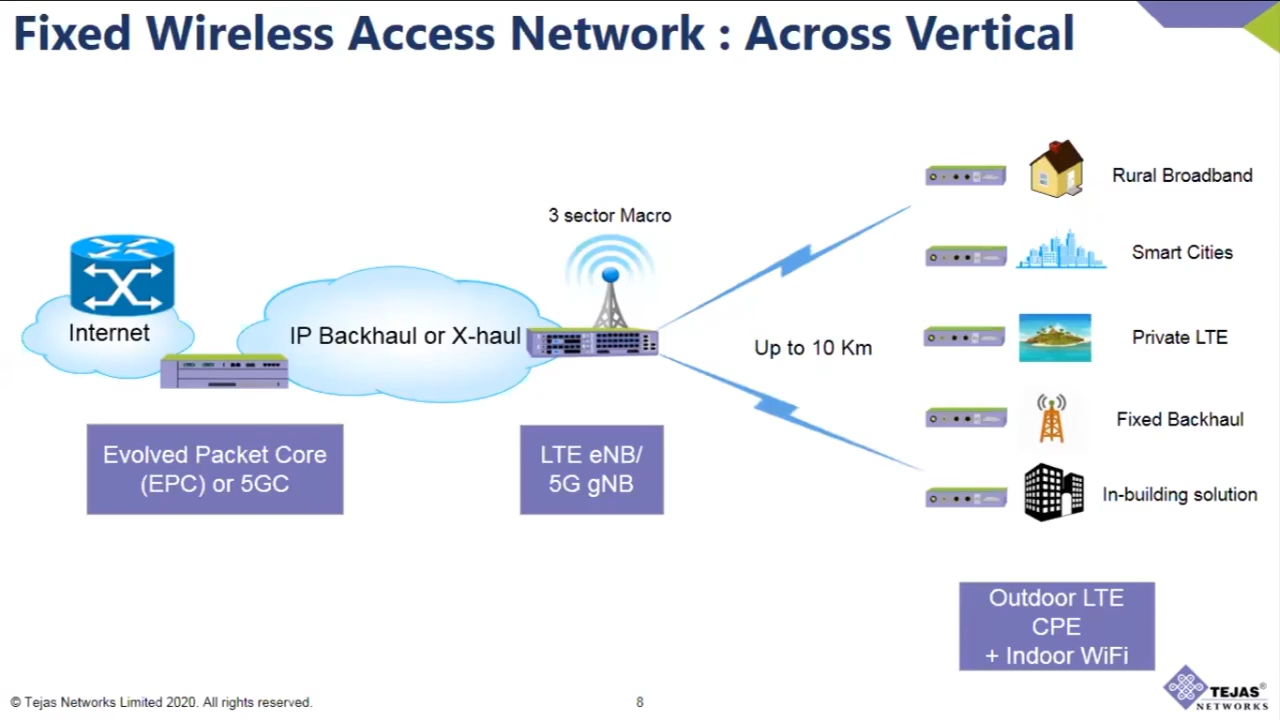 Fixed Wireless Access Network : Across Vertical
3 sector Macro
Internet
IP Backhaul or X-haul
Up to 10 Km
Rural Broadband
Smart Cities
Private LTE
Fixed Backhaul
In-building solution
Evolved Packet Core
(EPC) or 5GC
LTE eNB/
5G gNB
Outdoor LTE
CPE
+ Indoor WiFi
© Tejas Networks Limited 2020. All rights reserved.
8
TEJAS®
NETWORKS